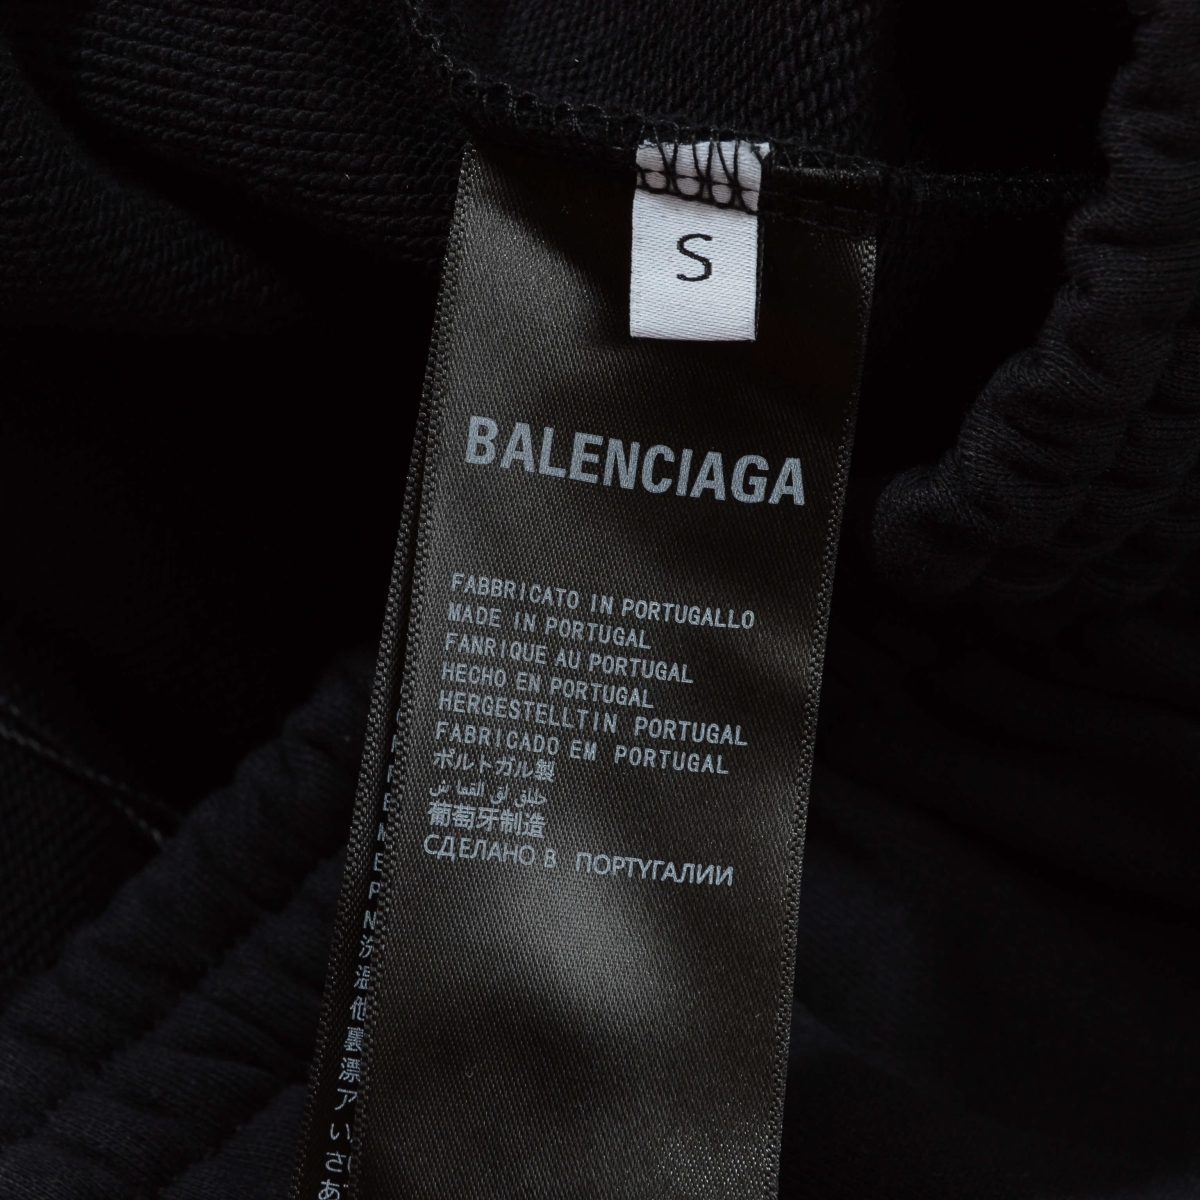 S
BALENCIAGA
FABBRICATO IN PORTUGALLO
MADE IN PORTUGAL
FANRIQUE AU PORTUGAL
HECHO EN PORTUGAL
HERGESTELLTIN PORTUGAL
FABRICADO EM PORTUGAL
ポルトガル製
葡萄牙制造
СДЕЛАНО В ПОРТУГАЛИИ